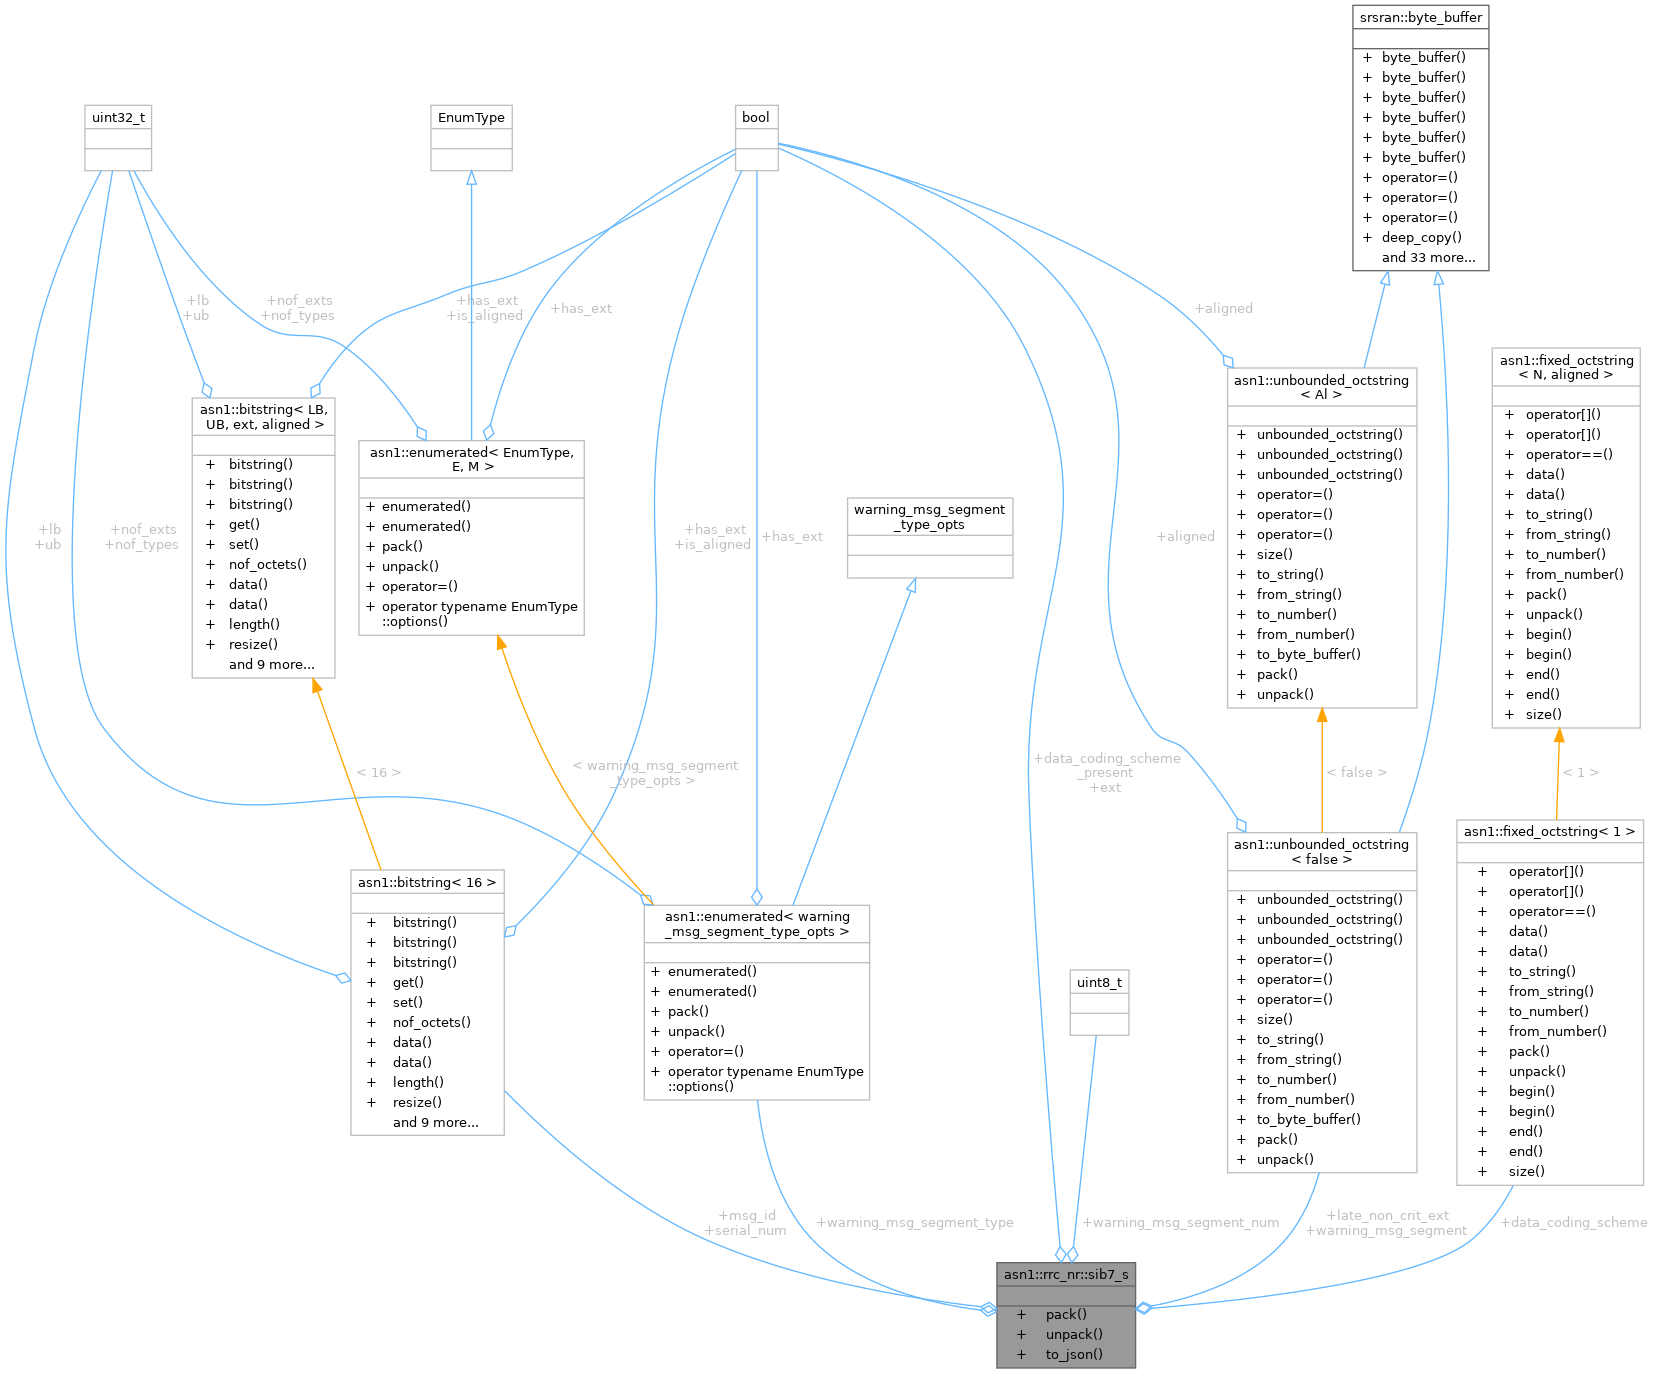 srsran::byte_buffer
+ byte_buffer()
+ byte_buffer()
+ byte_buffer()
+ byte_buffer()
+ byte_buffer()
+ byte_buffer()
+ operator=()
+ operator=()
+ operator=()
+ deep_copy()
and 33 more...
uint32_t
EnumType
bool
+lb
+ub
+nof_exts
+nof_types
+has_ext
+is_aligned
+has_ext
+aligned
asn1::bitstring< LB,
UB, ext, aligned >
+ bitstring()
+ bitstring()
+ bitstring()
+ get()
+ set()
+ nof_octets()
+ data()
+ data()
+ length()
+ resize()
and 9 more...
asn1::enumerated< EnumType,
E, M >
+ enumerated()
+ enumerated()
+ pack()
+ unpack()
+ operator=()
+ operator typename EnumType
::options()
asn1::unbounded_octstring
< Al >
+ unbounded_octstring()
+ unbounded_octstring()
+ unbounded_octstring()
+ operator=()
+ operator=()
+ operator=()
+ size()
+ to_string()
+ from_string()
+ to_number()
+ from_number()
+ to_byte_buffer()
+ pack()
+ unpack()
asn1::fixed_octstring
< N, aligned >
+ operator[]()
+ operator[]()
+ operator==()
+ data()
+ data()
+ to_string()
+ from_string()
+ to_number()
+ from_number()
+ pack()
+ unpack()
+ begin()
+ begin()
+ end()
+ end()
+ size()
warning_msg_segment
_type_opts
+lb
+ub
+nof_exts
+nof_types
+has_ext
+is_aligned
+has_ext
+aligned
< 16 >
< warning_msg_segment
_type_opts >
+data_coding_scheme
_present
+ext
< false >
< 1 >
asn1::bitstring< 16 >
+ bitstring()
+ bitstring()
+ bitstring()
+ get()
+ set()
+ nof_octets()
+ data()
+ data()
+ length()
+ resize()
and 9 more...
asn1::enumerated< warning
_msg_segment_type_opts >
+ enumerated()
+ enumerated()
+ pack()
+ unpack()
+ operator=()
+ operator typename EnumType
::options()
uint8_t
asn1::unbounded_octstring
< false >
+ unbounded_octstring()
+ unbounded_octstring()
+ unbounded_octstring()
+ operator=()
+ operator=()
+ operator=()
+ size()
+ to_string()
+ from_string()
+ to_number()
+ from_number()
+ to_byte_buffer()
+ pack()
+ unpack()
asn1::fixed_octstring< 1 >
+ operator[]()
+ operator[]()
+ operator==()
+ data()
+ data()
+ to_string()
+ from_string()
+ to_number()
+ from_number()
+ pack()
+ unpack()
+ begin()
+ begin()
+ end()
+ end()
+ size()
+msg_id
+serial_num
+warning_msg_segment_type
+warning_msg_segment_num
+late_non_crit_ext
+warning_msg_segment
+data_coding_scheme
asn1::rrc_nr::sib7_s
+ pack()
+ unpack()
+ to_json()